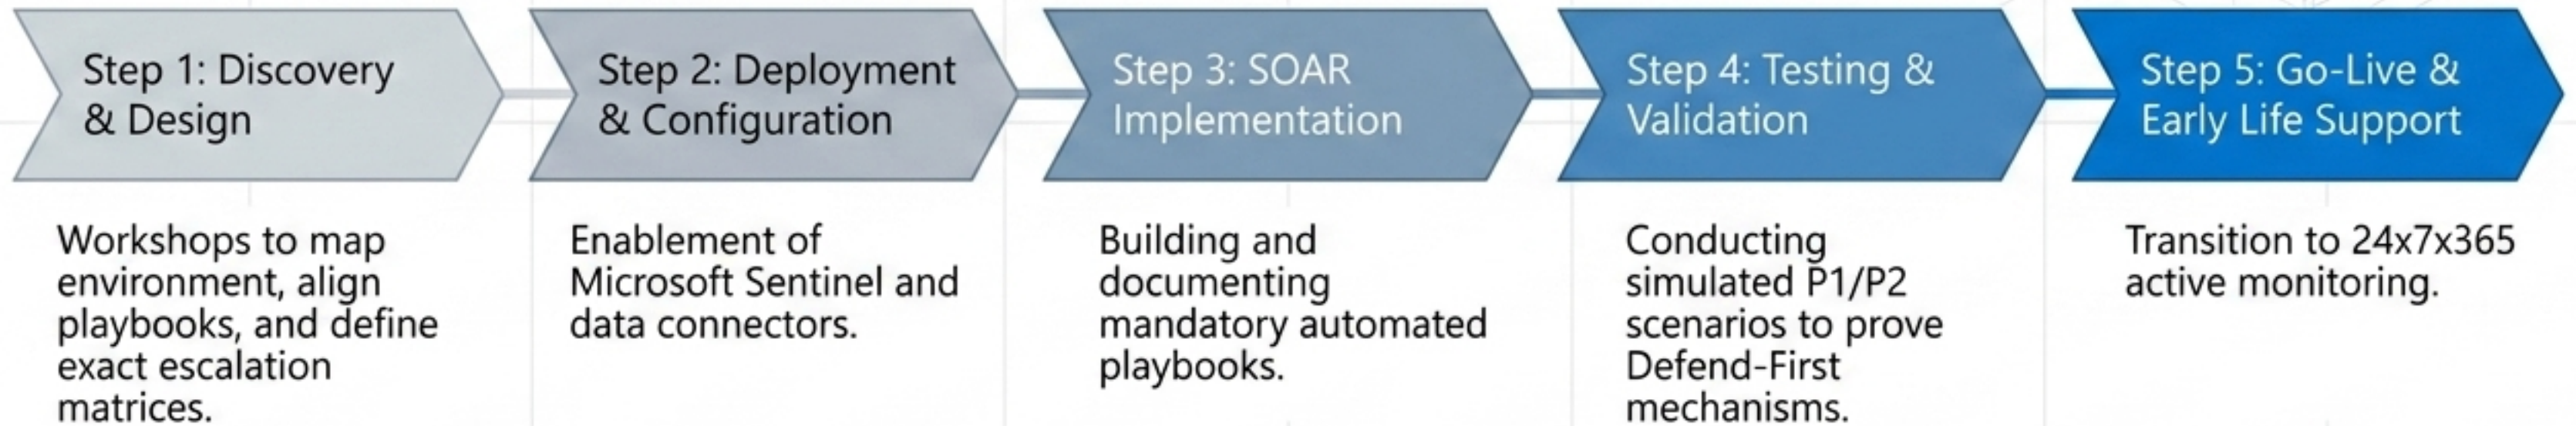 Step 1: Discovery
& Design
Workshops to map
environment, align
playbooks, and define
exact escalation
matrices.
Step 2: Deployment
& Configuration
Enablement of
Microsoft Sentinel and
data connectors.
Step 3: SOAR
Implementation
Building and
documenting
mandatory automated
playbooks.
Step 4: Testing &
Validation
Conducting
simulated P1/P2
scenarios to prove
Defend-First
mechanisms.
Step 5: Go-Live &
Early Life Support
Transition to 24x7x365
active monitoring.